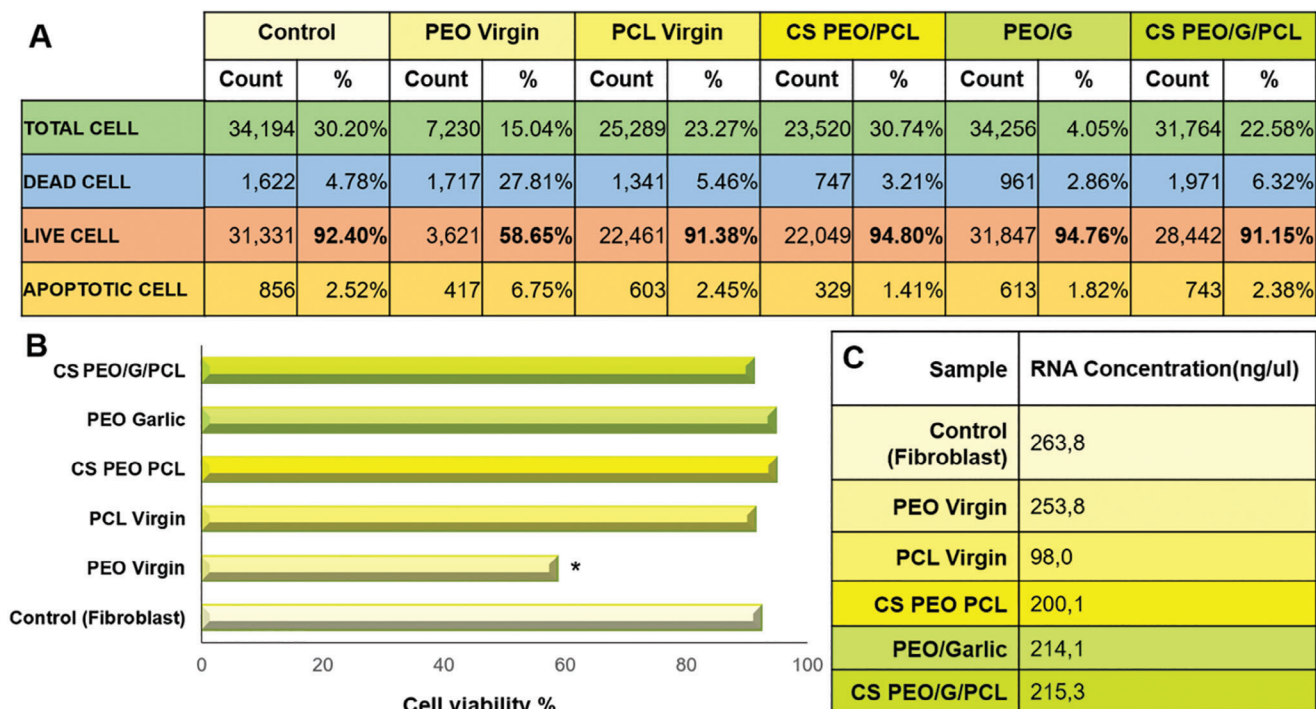 A
Control PEO Virgin PCL Virgin CS PEO/PCL PEO/G CS PEO/G/PCL
Count % Count % Count % Count % Count % Count %
TOTAL CELL 34,194 30.20% 7,230 15.04% 25,289 23.27% 23,520 30.74% 34,256 4.05% 31,764 22.58%
DEAD CELL 1,622 4.78% 1,717 27.81% 1,341 5.46% 747 3.21% 961 2.86% 1,971 6.32%
LIVE CELL 31,331 92.40% 3,621 58.65% 22,461 91.38% 22,049 94.80% 31,847 94.76% 28,442 91.15%
APOPTOTIC CELL 856 2.52% 417 6.75% 603 2.45% 329 1.41% 613 1.82% 743 2.38%
B
CS PEO/G/PCL
PEO Garlic
CS PEO PCL
PCL Virgin
PEO Virgin *
Control (Fibroblast)
0 20 40 60 80 100
Cell viability %
C
Sample RNA Concentration(ng/ul)
Control
(Fibroblast) 263,8
PEO Virgin 253,8
PCL Virgin 98,0
CS PEO PCL 200,1
PEO/Garlic 214,1
CS PEO/G/PCL 215,3